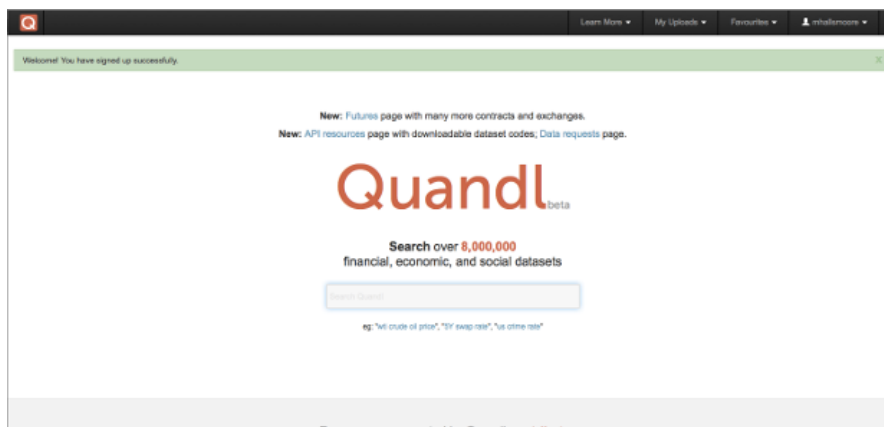 Q
Learn More My Uploads Favourites mhallsmoore
Welcome! You have signed up successfully. X
New: Futures page with many more contracts and exchanges.
New: API resources page with downloadable dataset codes; Data requests page.
Quandl beta
Search over 8,000,000
financial, economic, and social datasets
Search Quandl
eg: "wti crude oil price", "5Y swap rate", "us crime rate"